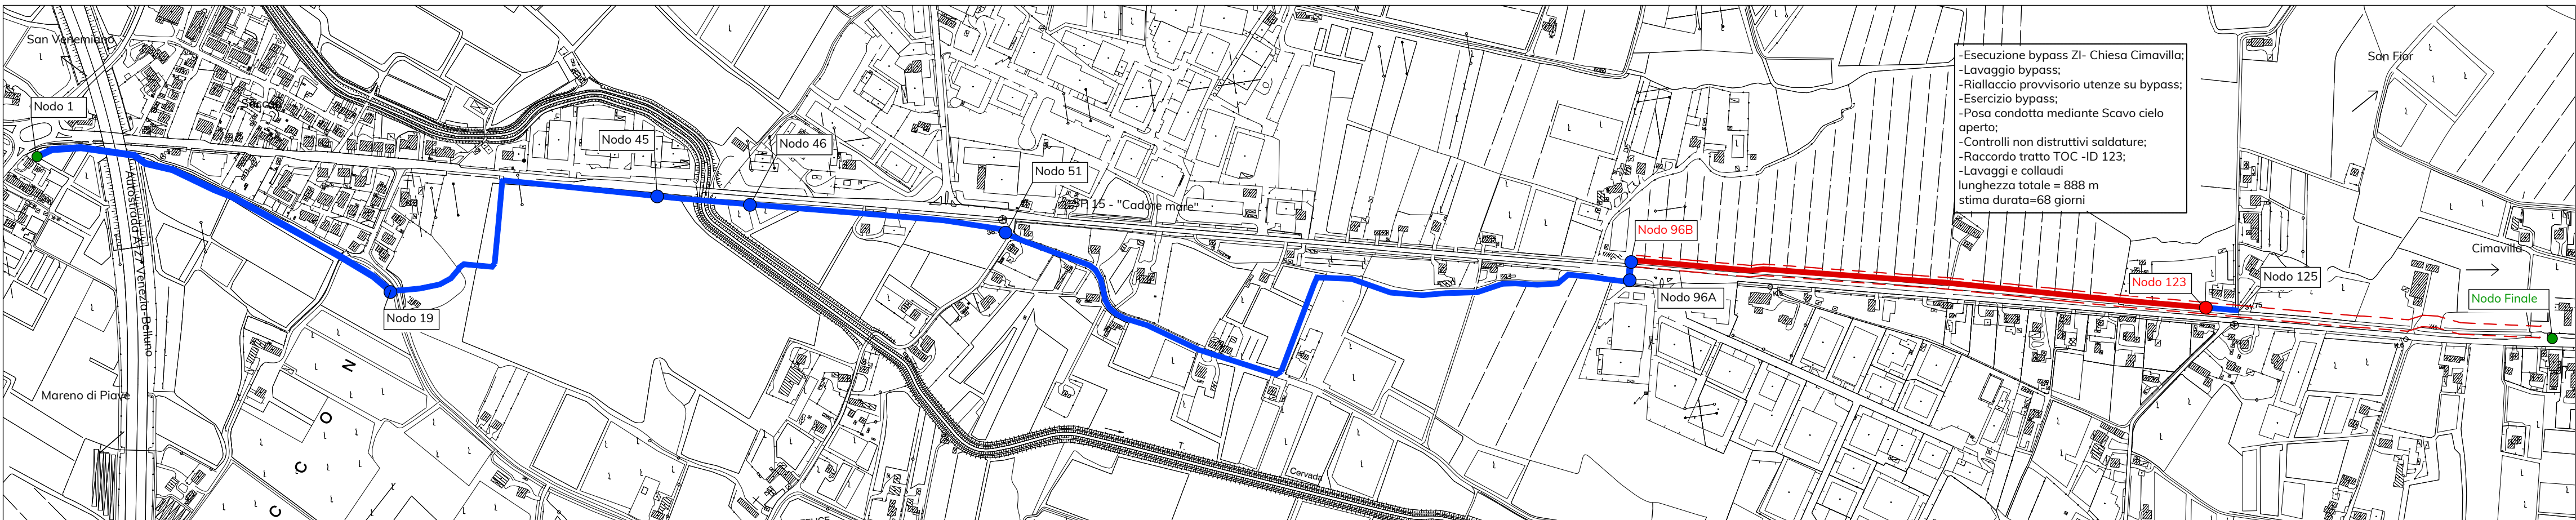 San Vendemiano
Nodo 1
Nodo 45
Nodo 46
Nodo 51
SP 15 - "Cadore mare"
Nodo 19
Autostrada A27 - Venezia-Belluno
Mareno di Piave
C C O N
T
Cervada
Nodo 96B
Nodo 96A
-Esecuzione bypass ZI- Chiesa Cimavilla;
-Lavaggio bypass;
-Riallaccio provvisorio utenze su bypass;
-Esercizio bypass;
-Posa condotta mediante Scavo cielo
aperto;
-Controlli non distruttivi saldature;
-Raccordo tratto TOC -ID 123;
-Lavaggi e collaudi
lunghezza totale = 888 m
stima durata=68 giorni
San Fior
Nodo 123
Nodo 125
Cimavilla
Nodo Finale